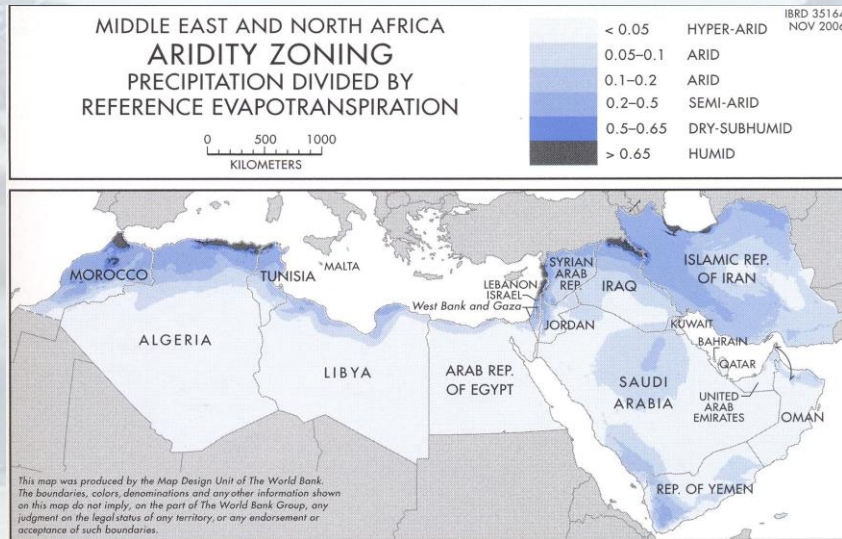 MIDDLE EAST AND NORTH AFRICA
ARIDITY ZONING
PRECIPITATION DIVIDED BY
REFERENCE EVAPOTRANSPIRATION
0 500 1000
KILOMETERS
< 0.05 HYPER-ARID
0.05–0.1 ARID
0.1–0.2 ARID
0.2–0.5 SEMI-ARID
0.5–0.65 DRY-SUBHUMID
> 0.65 HUMID
IBRD 35164
NOV 2006
MOROCCO
ALGERIA
TUNISIA
MALTA
LIBYA
ARAB REP.
OF EGYPT
LEBANON
ISRAEL
West Bank and Gaza
JORDAN
SYRIAN
ARAB
REP.
IRAQ
ISLAMIC REP.
OF IRAN
KUWAIT
BAHRAIN
QATAR
SAUDI
ARABIA
UNITED
ARAB
EMIRATES
OMAN
REP. OF YEMEN
This map was produced by the Map Design Unit of The World Bank.
The boundaries, colors, denominations and any other information shown
on this map do not imply, on the part of The World Bank Group, any
judgment on the legal status of any territory, or any endorsement or
acceptance of such boundaries.